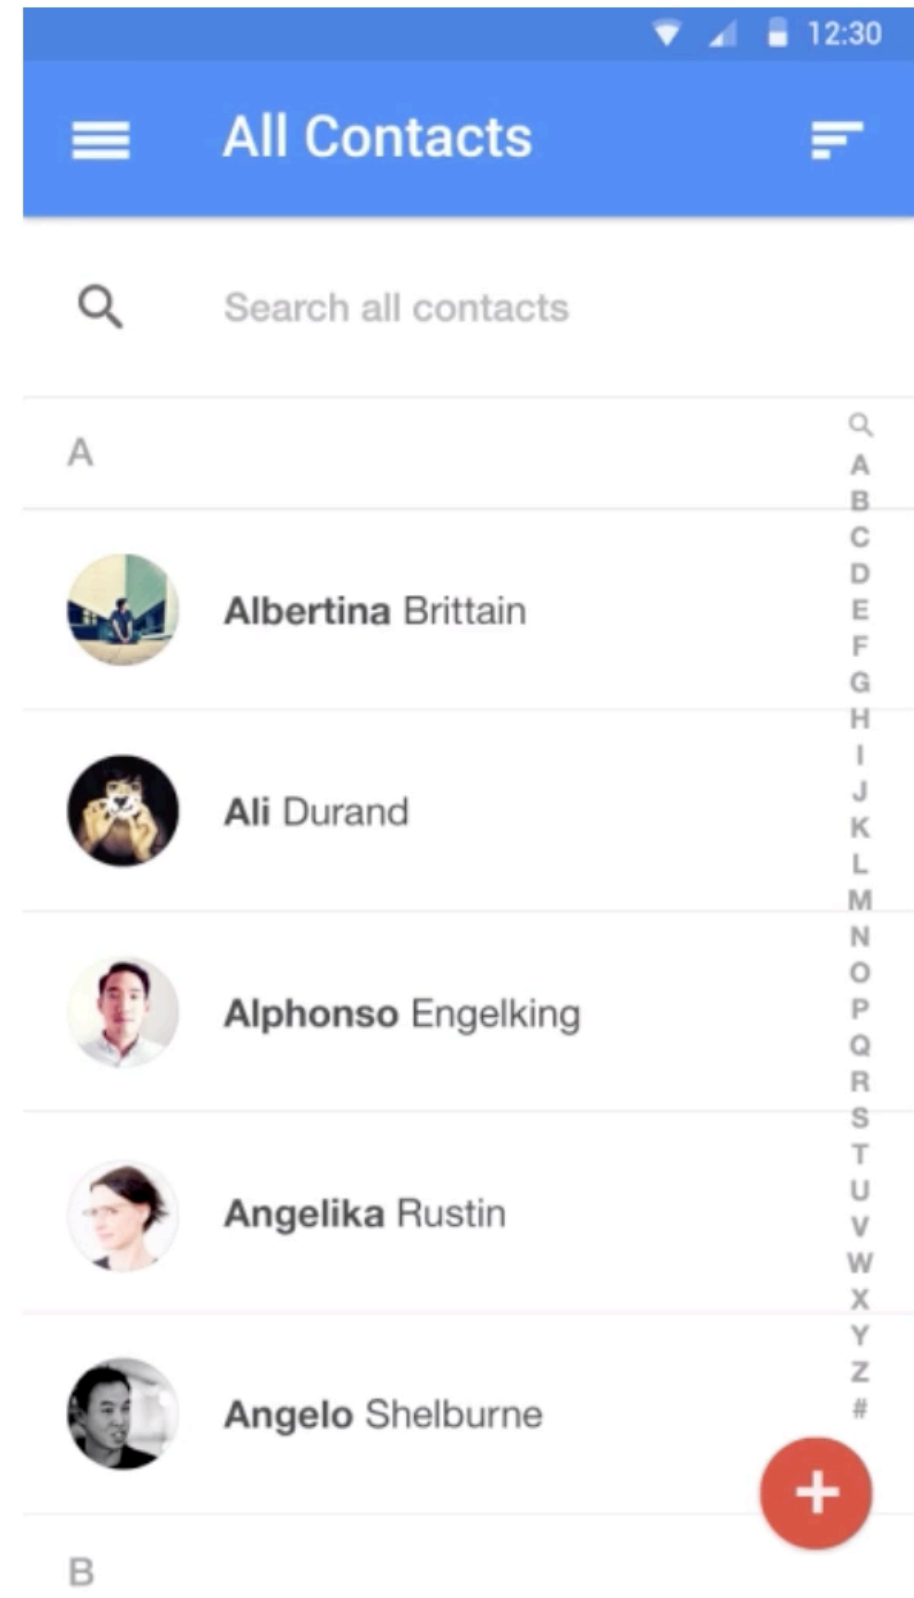 12:30
All Contacts
Search all contacts
A
Albertina Brittain
Ali Durand
Alphonso Engelking
Angelika Rustin
Angelo Shelburne
B
A
B
C
D
E
F
G
H
I
J
K
L
M
N
O
P
Q
R
S
T
U
V
W
X
Y
Z
#
+